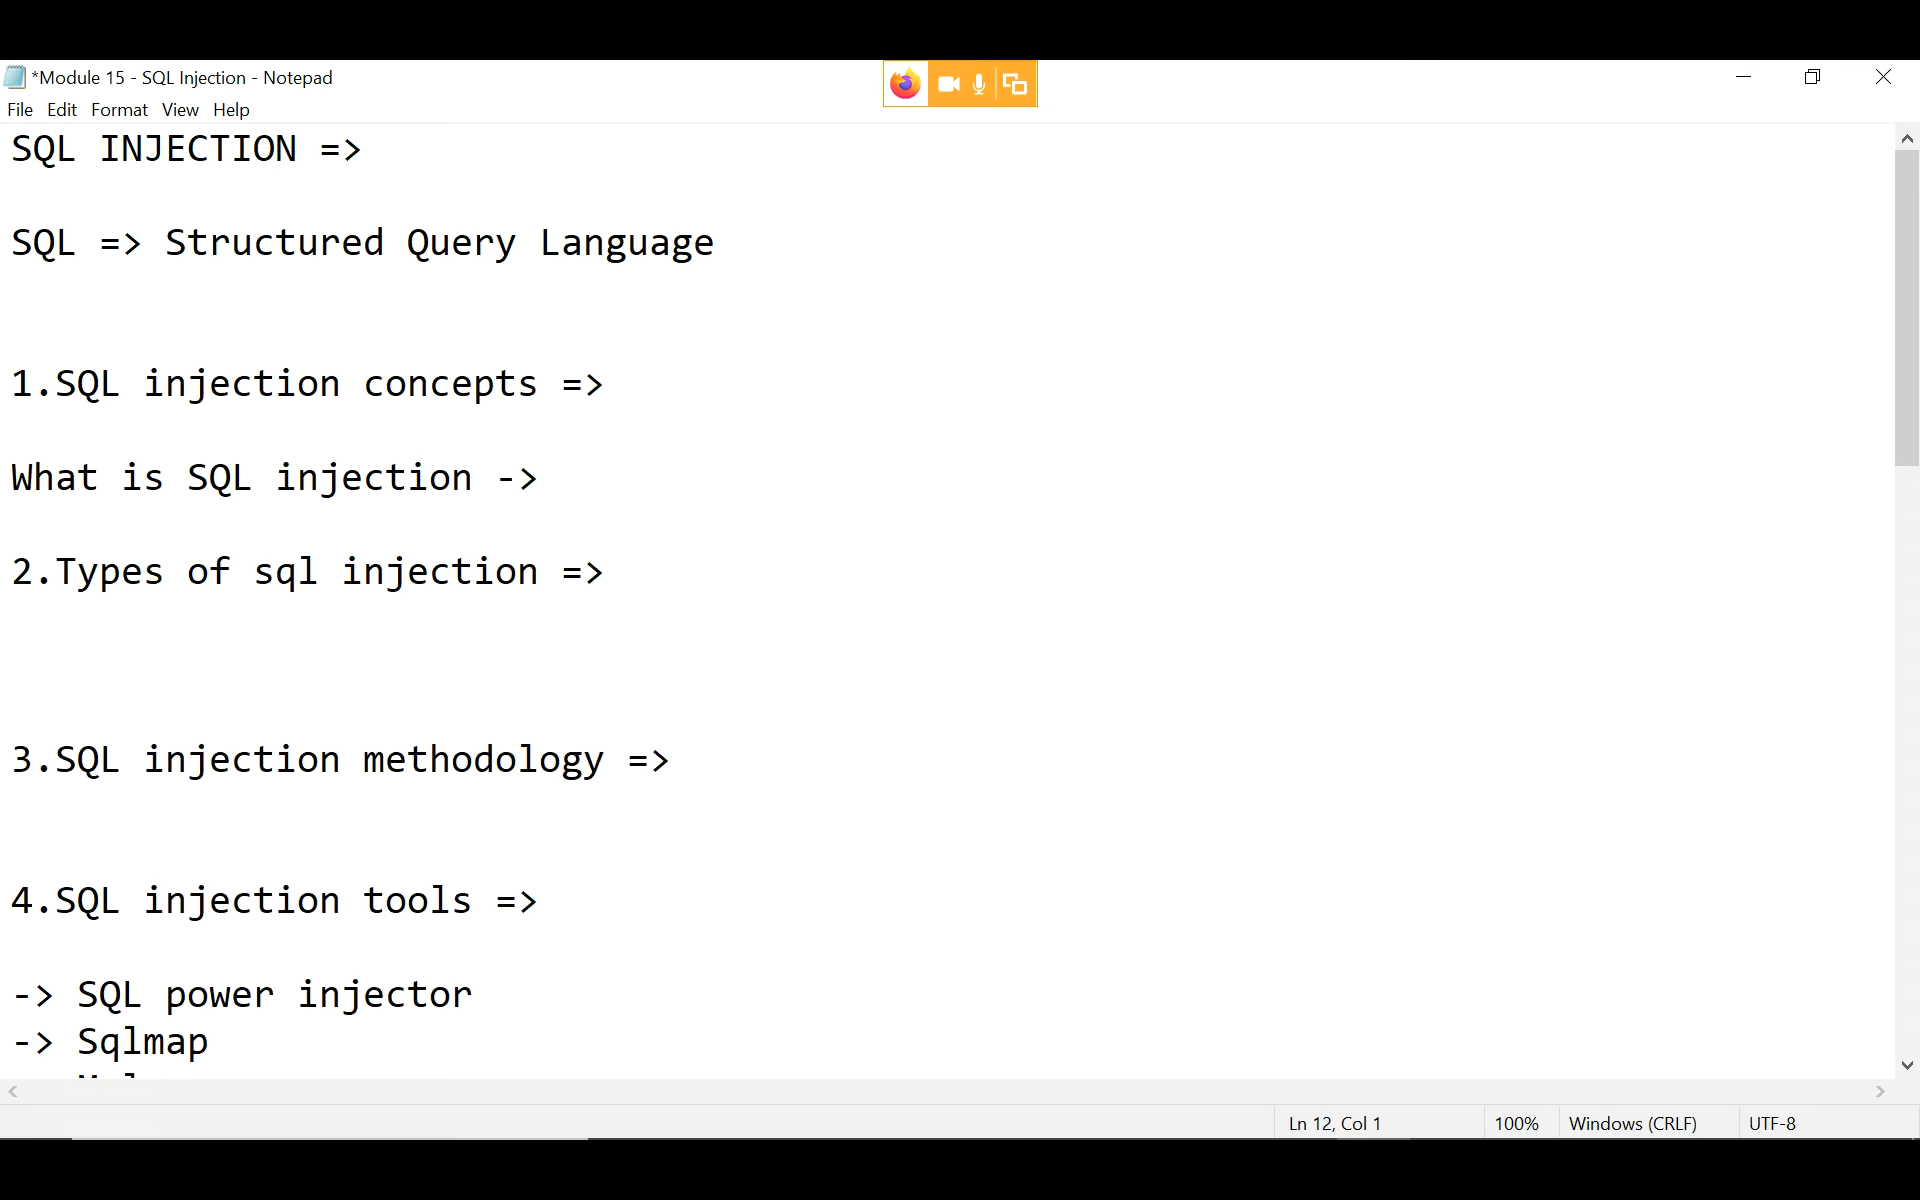 *Module 15 - SQL Injection - Notepad
File Edit Format View Help
SQL INJECTION =>
SQL => Structured Query Language
1.SQL injection concepts =>
What is SQL injection ->
2.Types of sql injection =>
3.SQL injection methodology =>
4.SQL injection tools =>
-> SQL power injector
-> Sqlmap
Ln 12, Col 1 100% Windows (CRLF) UTF-8